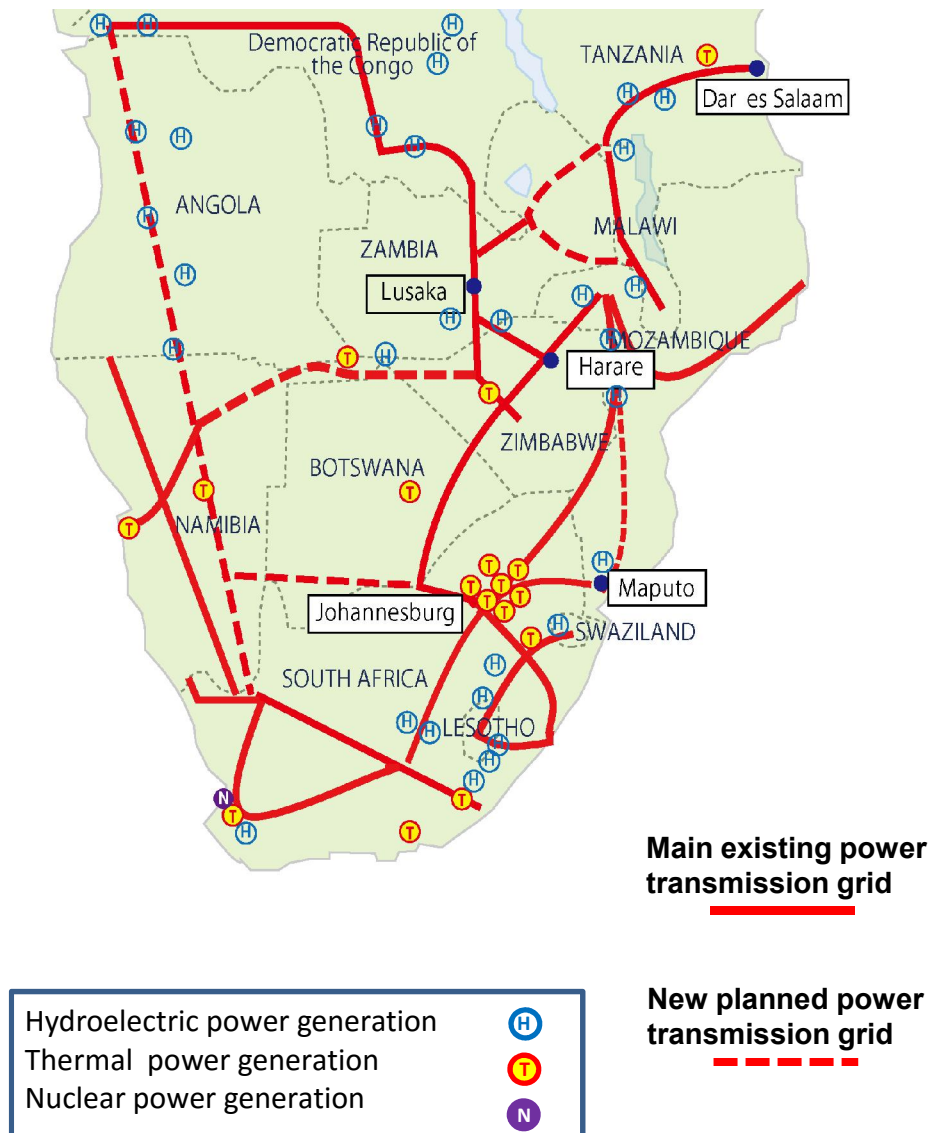 Democratic Republic of
the Congo
TANZANIA
Dar es Salaam
ANGOLA
MALAWI
ZAMBIA
Lusaka
MOZAMBIQUE
Harare
ZIMBABWE
BOTSWANA
NAMIBIA
Maputo
Johannesburg
SWAZILAND
SOUTH AFRICA
LESOTHO
Main existing power
transmission grid
New planned power
transmission grid
Hydroelectric power generation H
Thermal power generation T
Nuclear power generation N